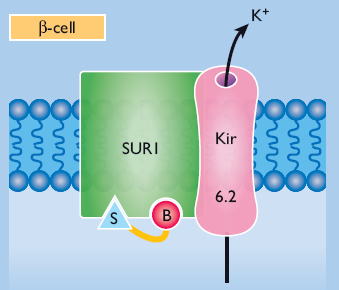 β-cell
K⁺
SUR1
Kir
6.2
S
B